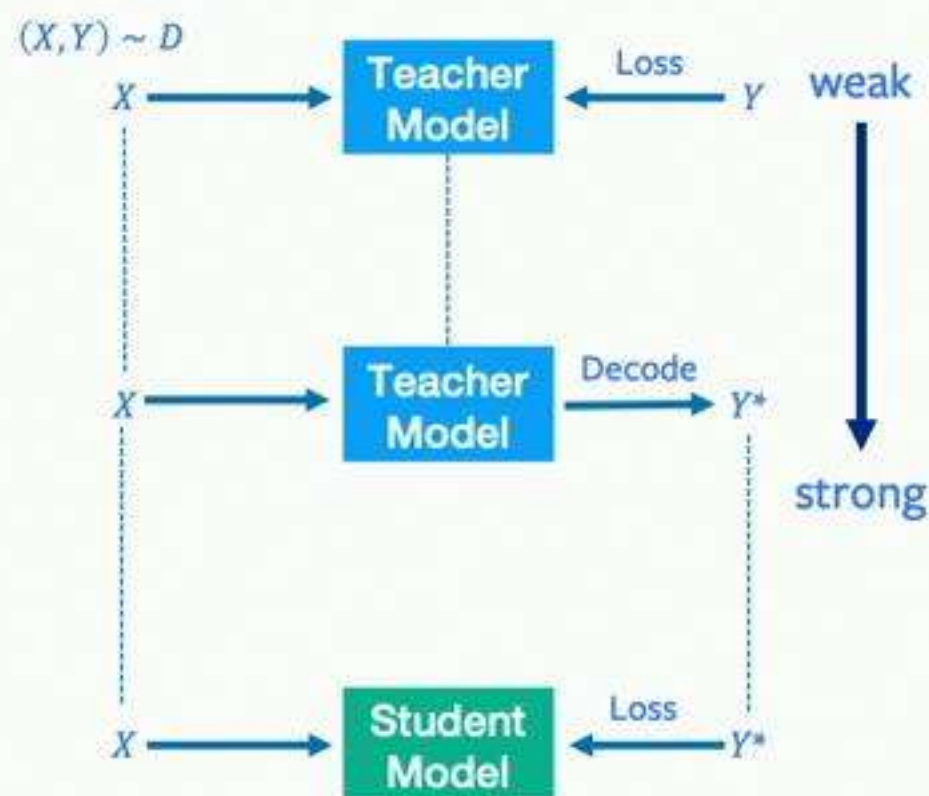 (X,Y) ~ D
X
Teacher
Model
Loss
Y
weak
X
Teacher
Model
Decode
Y*
strong
X
Student
Model
Loss
Y*